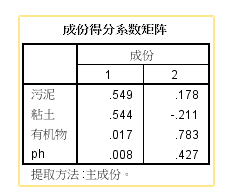 成份得分系数矩阵
成份
1 2
污泥 .549 .178
粘土 .544 -.211
有机物 .017 .783
ph .008 .427
提取方法:主成份。